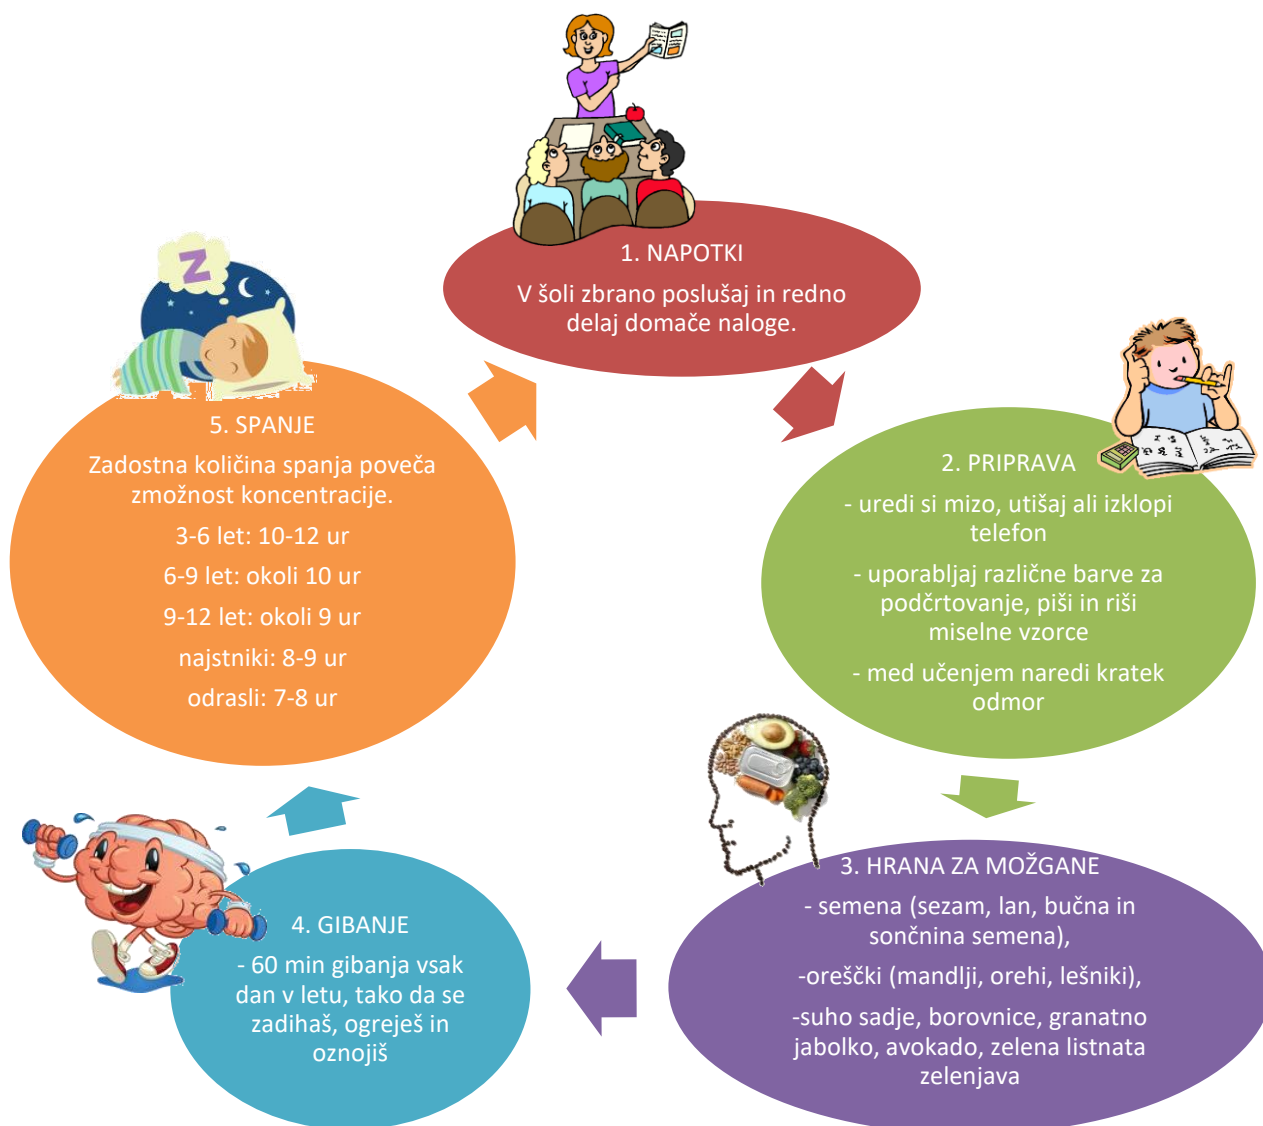 1. NAPOTKI
V šoli zbrano poslušaj in redno
delaj domače naloge.
2. PRIPRAVA
- uredi si mizo, utišaj ali izklopi
telefon
- uporabljaj različne barve za
podčrtovanje, piši in riši
miselne vzorce
- med učenjem naredi kratek
odmor
3. HRANA ZA MOŽGANE
- semena (sezam, lan, bučna in
sončnina semena),
-oreščki (mandlji, orehi, lešniki),
-suho sadje, borovnice, granatno
jabolko, avokado, zelena listnata
zelenjava
4. GIBANJE
- 60 min gibanja vsak
dan v letu, tako da se
zadihaš, ogreješ in
oznojiš
Z
5. SPANJE
Zadostna količina spanja poveča
zmožnost koncentracije.
3-6 let: 10-12 ur
6-9 let: okoli 10 ur
9-12 let: okoli 9 ur
najstniki: 8-9 ur
odrasli: 7-8 ur